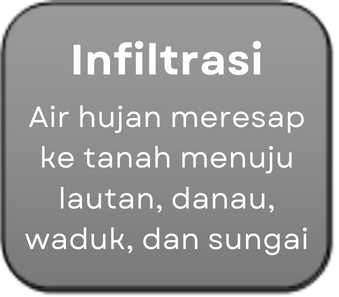 Infiltrasi
Air hujan meresap
ke tanah menuju
lautan, danau,
waduk, dan sungai